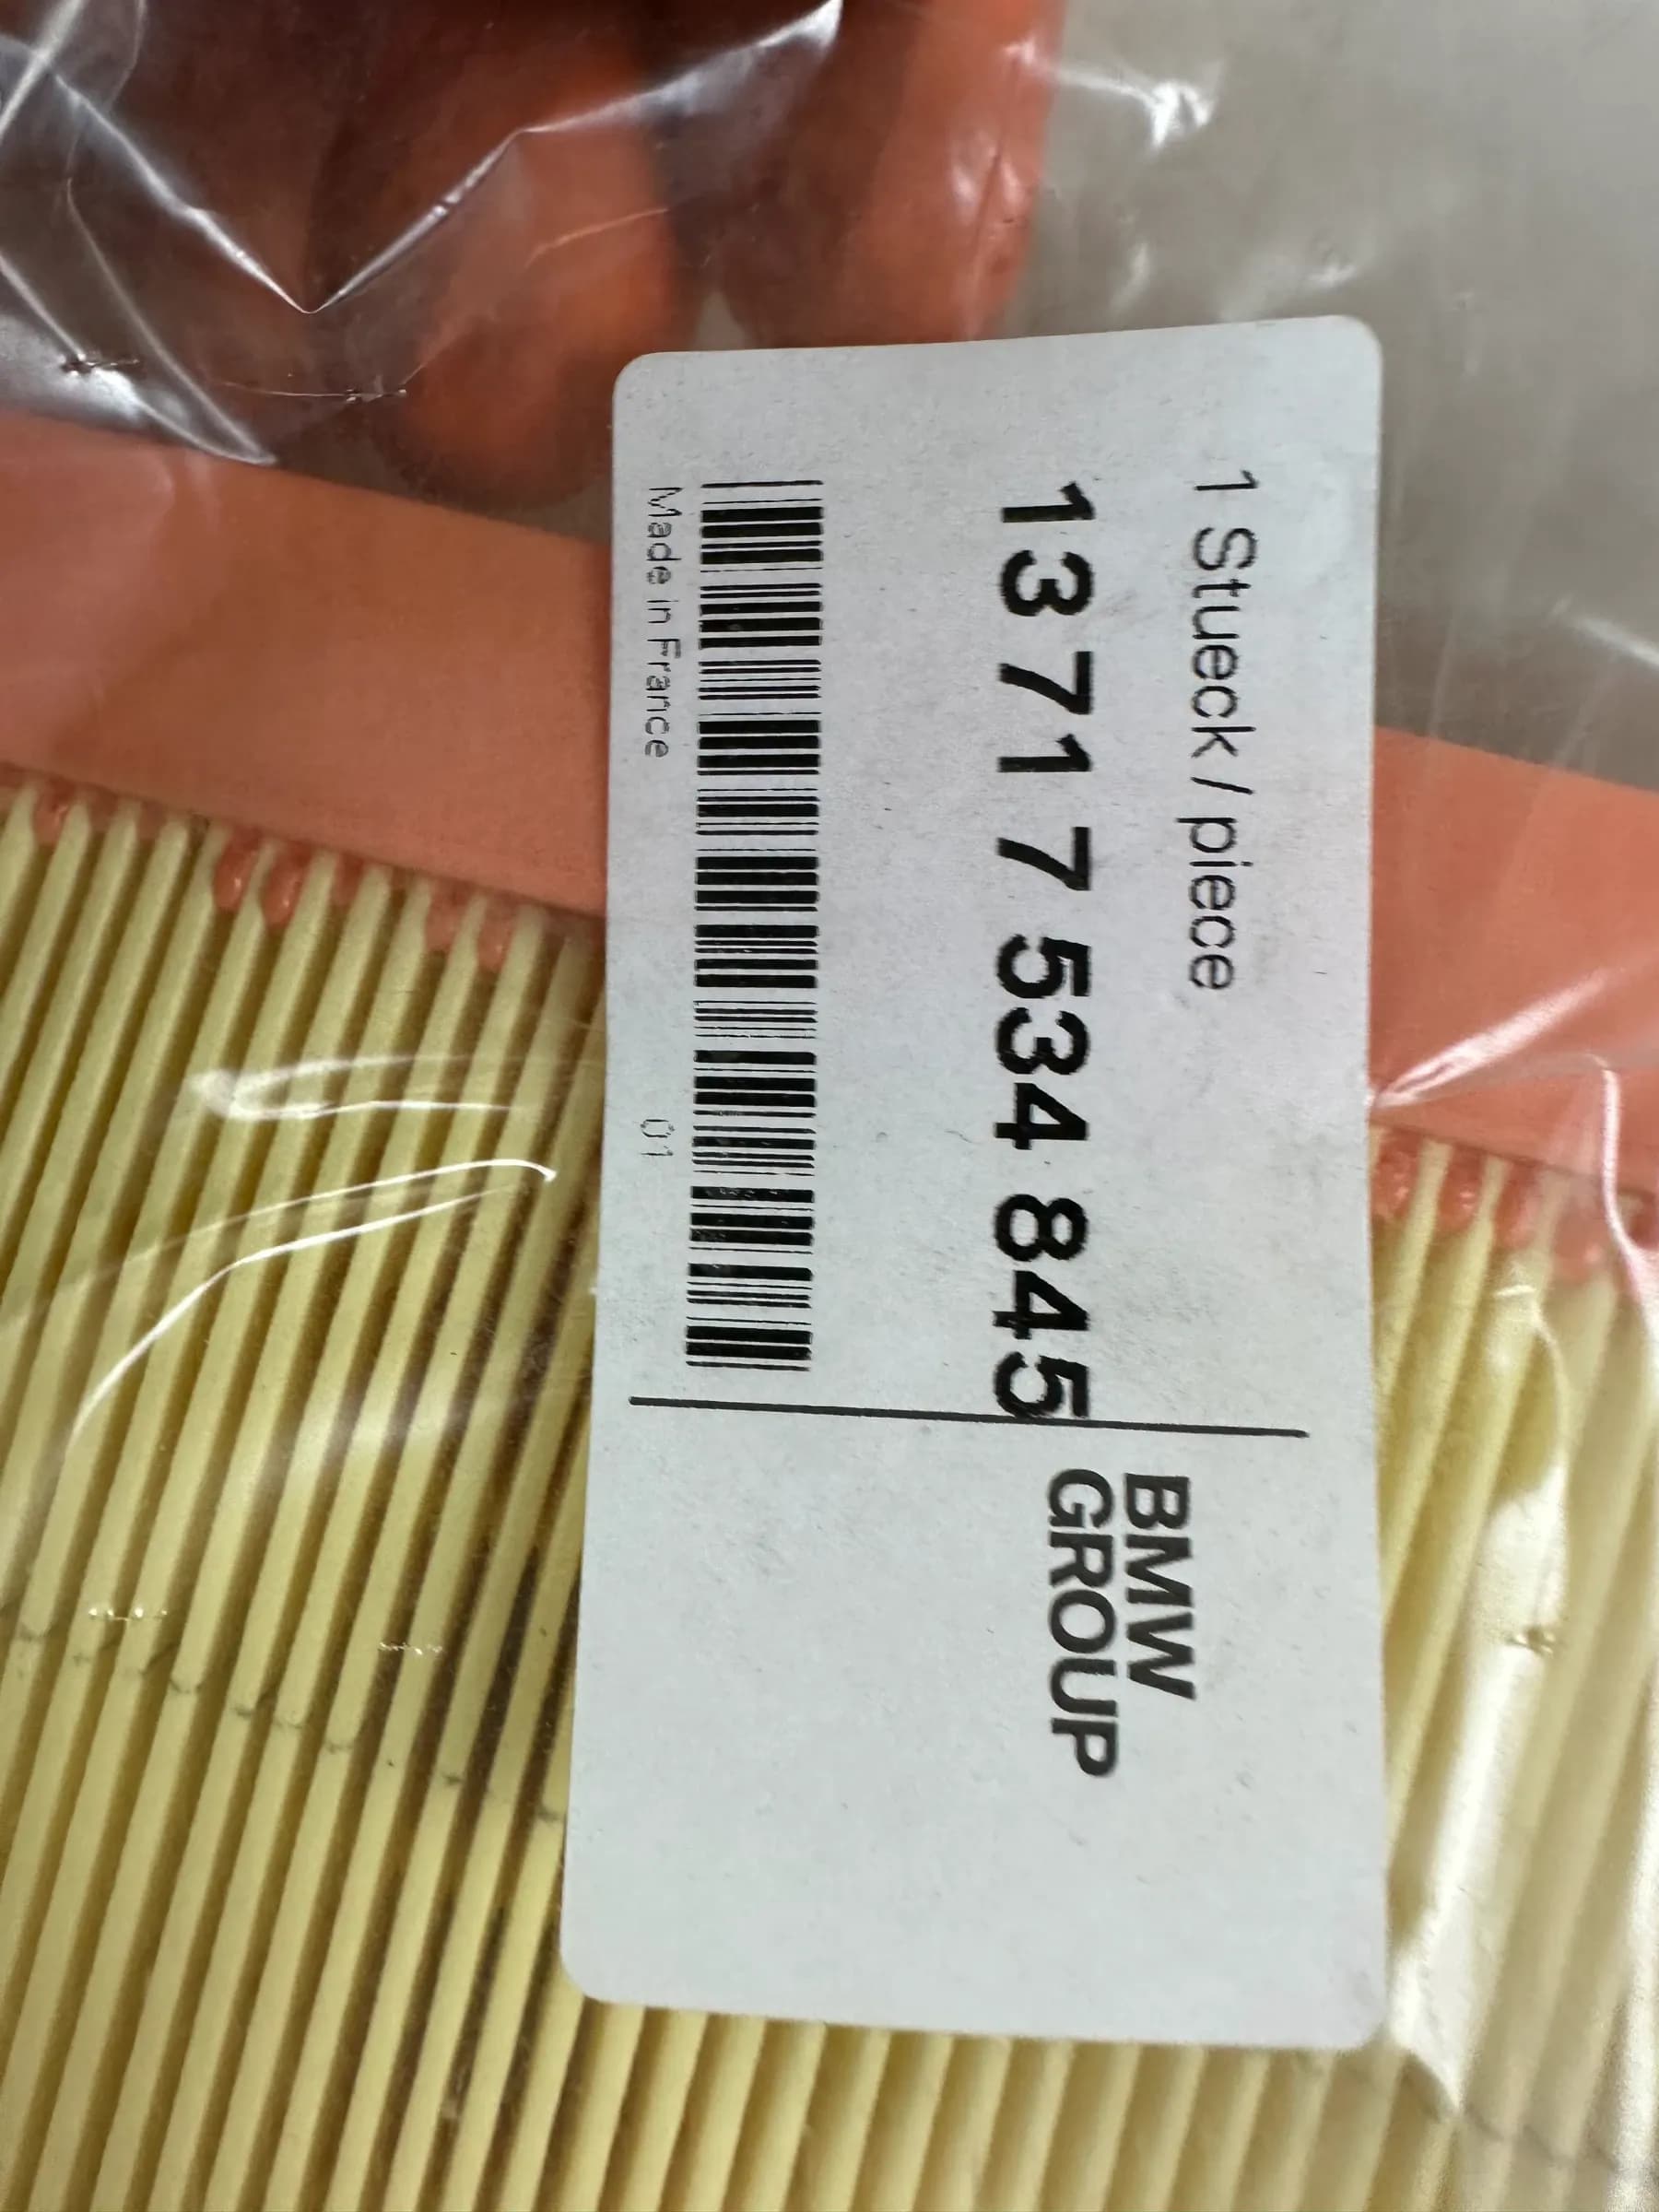 1 Stueck / piece
13 71 7 534 845
Made in France
01
BMW
GROUP